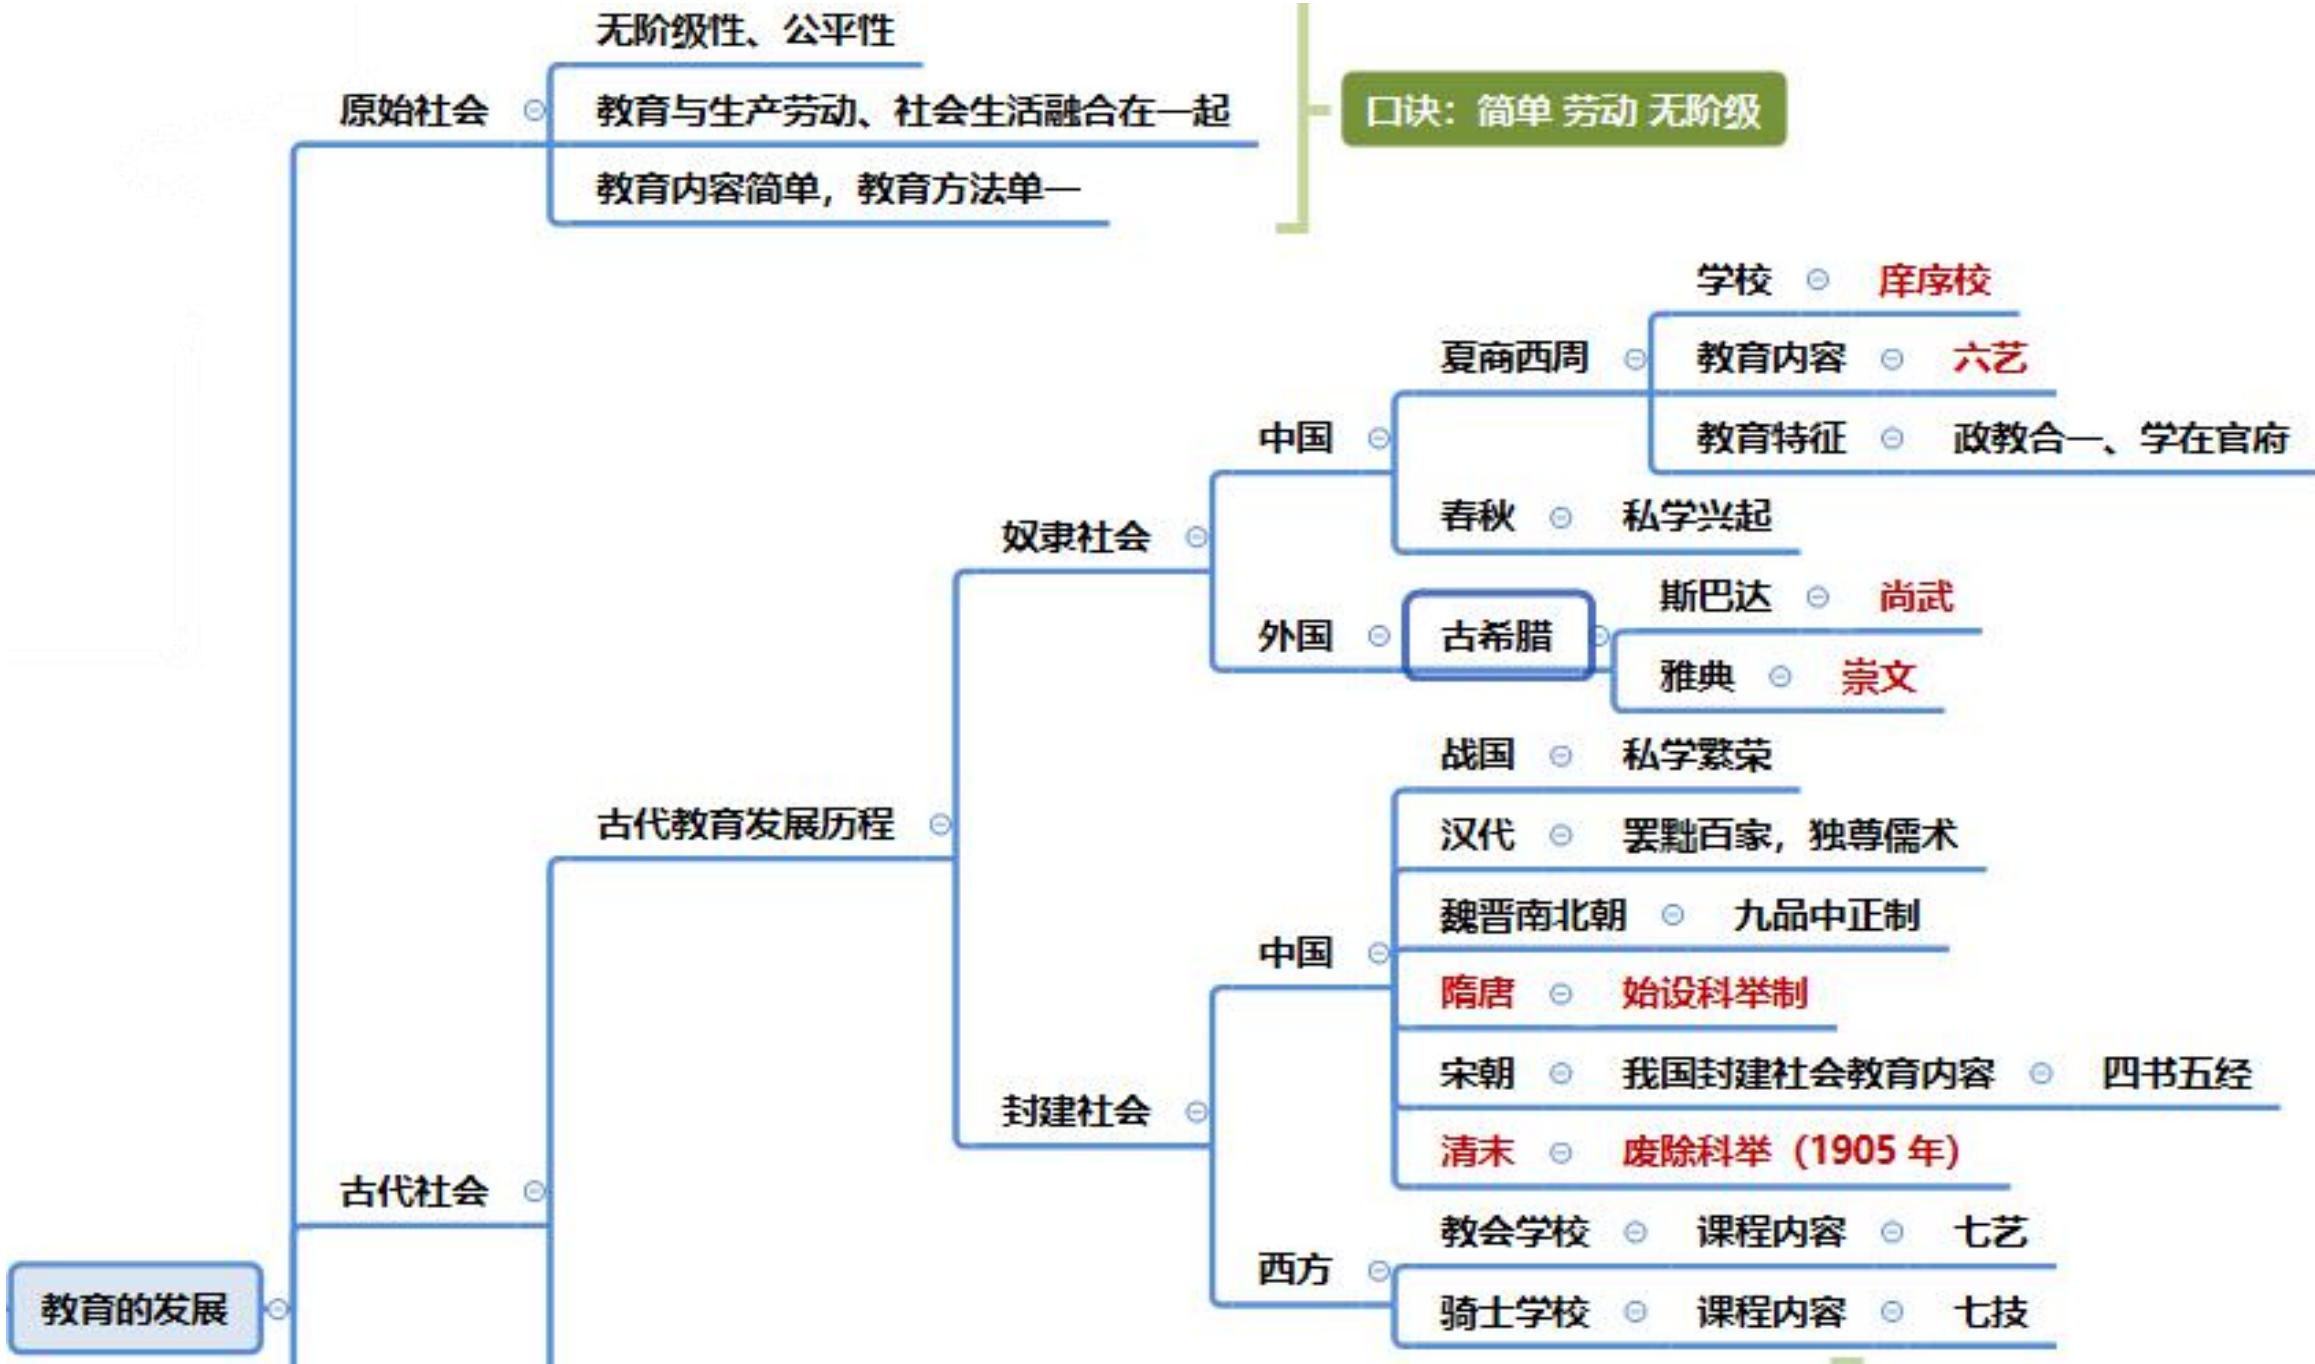 无阶级性、公平性
原始社会
教育与生产劳动、社会生活融合在一起
口诀：简单 劳动 无阶级
教育内容简单，教育方法单一
学校 庠序校
夏商西周
教育内容 六艺
中国
教育特征 政教合一、学在官府
春秋 私学兴起
奴隶社会
斯巴达 尚武
外国 古希腊
雅典 崇文
战国 私学繁荣
古代教育发展历程
汉代 罢黜百家，独尊儒术
魏晋南北朝 九品中正制
中国
隋唐 始设科举制
宋朝 我国封建社会教育内容 四书五经
封建社会
清末 废除科举（1905 年）
古代社会
教会学校 课程内容 七艺
西方
骑士学校 课程内容 七技
教育的发展